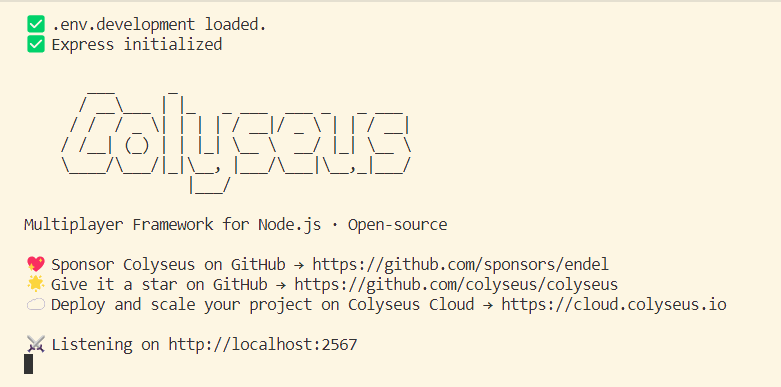 ✅ .env.development loaded.
✅ Express initialized
Colyseus
Multiplayer Framework for Node.js · Open-source
💖 Sponsor Colyseus on GitHub → https://github.com/sponsors/endel
🌟 Give it a star on GitHub → https://github.com/colyseus/colyseus
☁️ Deploy and scale your project on Colyseus Cloud → https://cloud.colyseus.io
⚔️ Listening on http://localhost:2567